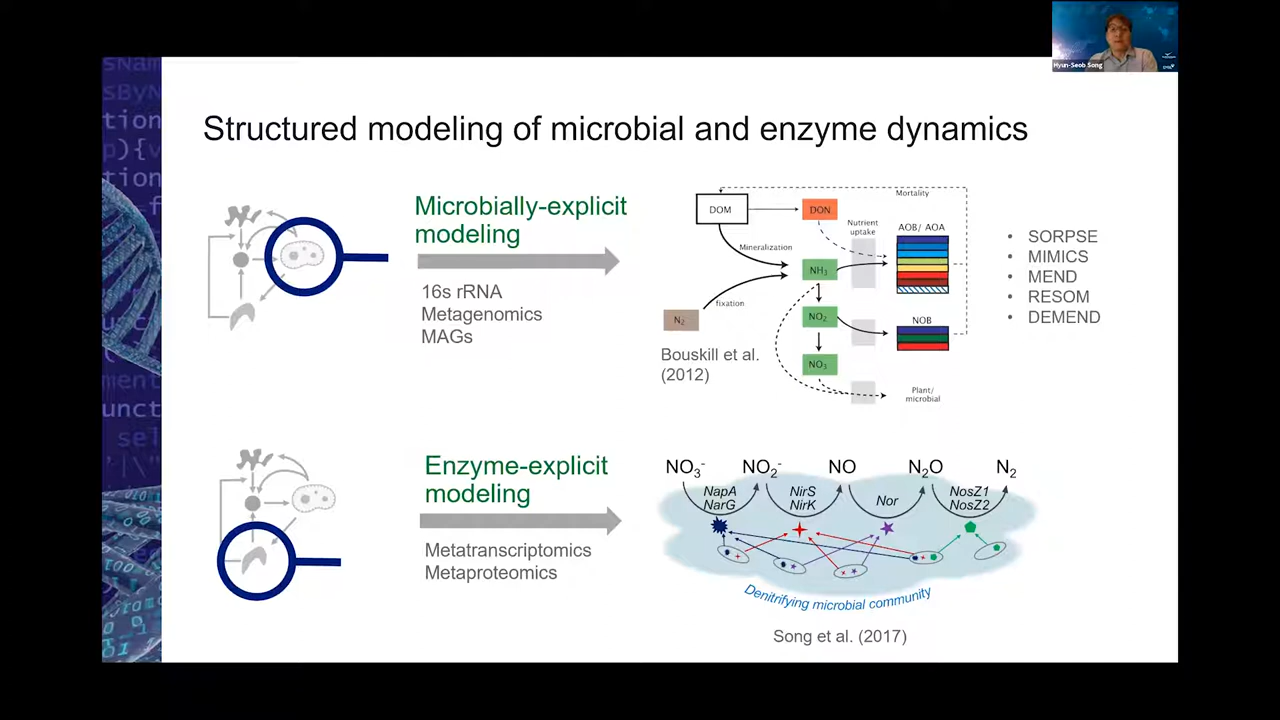 Hyun-Seob Song
Structured modeling of microbial and enzyme dynamics
Microbially-explicit
modeling
16s rRNA
Metagenomics
MAGs
Mortality
DOM
DON
Nutrient
uptake
AOB/ AOA
Mineralization
NH3
fixation
N2
NO2
NOB
NO3
Plant/
microbial
Bouskill et al.
(2012)
• SORPSE
• MIMICS
• MEND
• RESOM
• DEMEND
Enzyme-explicit
modeling
Metatranscriptomics
Metaproteomics
NO3- NO2- NO N2O N2
NapA NirS Nor NosZ1
NarG NirK NosZ2
Denitrifying microbial community
Song et al. (2017)